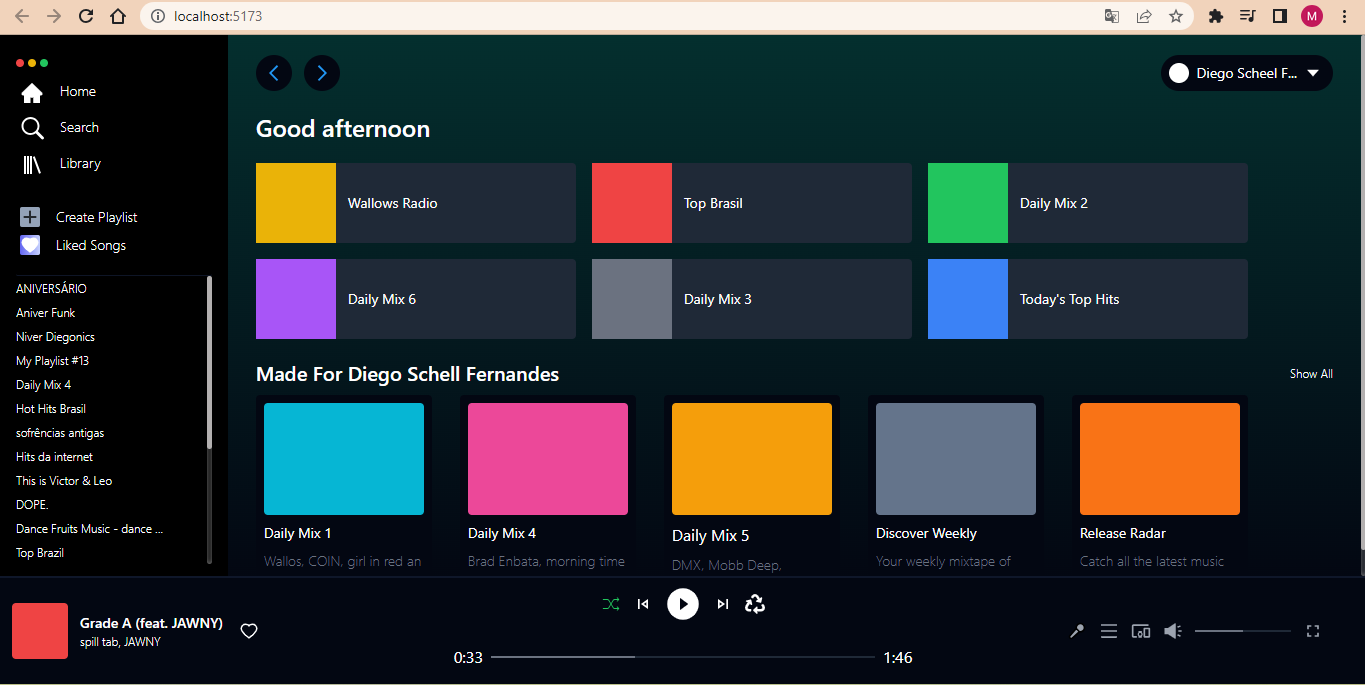 localhost:5173
M
Home
Search
Library
Create Playlist
Liked Songs
ANIVERSÁRIO
Aniver Funk
Niver Diegonics
My Playlist #13
Daily Mix 4
Hot Hits Brasil
sofrências antigas
Hits da internet
This is Victor & Leo
DOPE.
Dance Fruits Music - dance ...
Top Brazil
Diego Scheel F...
Good afternoon
Wallows Radio
Top Brasil
Daily Mix 2
Daily Mix 6
Daily Mix 3
Today's Top Hits
Made For Diego Schell Fernandes
Show All
Daily Mix 1
Wallos, COIN, girl in red an
Daily Mix 4
Brad Enbata, morning time
Daily Mix 5
DMX, Mobb Deep,
Discover Weekly
Your weekly mixtape of
Release Radar
Catch all the latest music
Grade A (feat. JAWNY)
spill tab, JAWNY
0:33
1:46